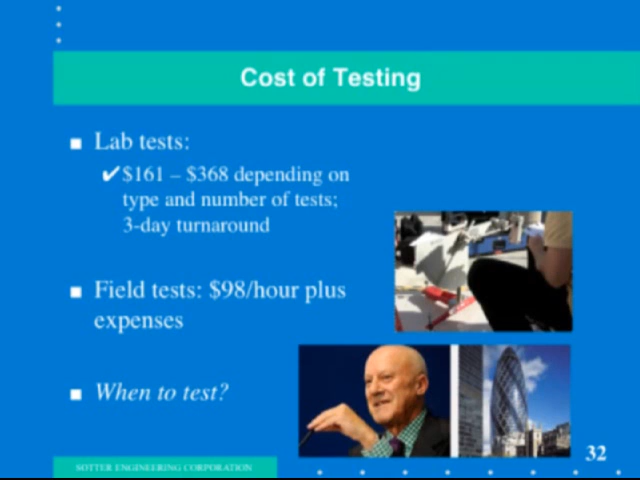 Cost of Testing
Lab tests:
✔$161 – $368 depending on
type and number of tests;
3-day turnaround
Field tests: $98/hour plus
expenses
When to test?
32
SOTTER ENGINEERING CORPORATION